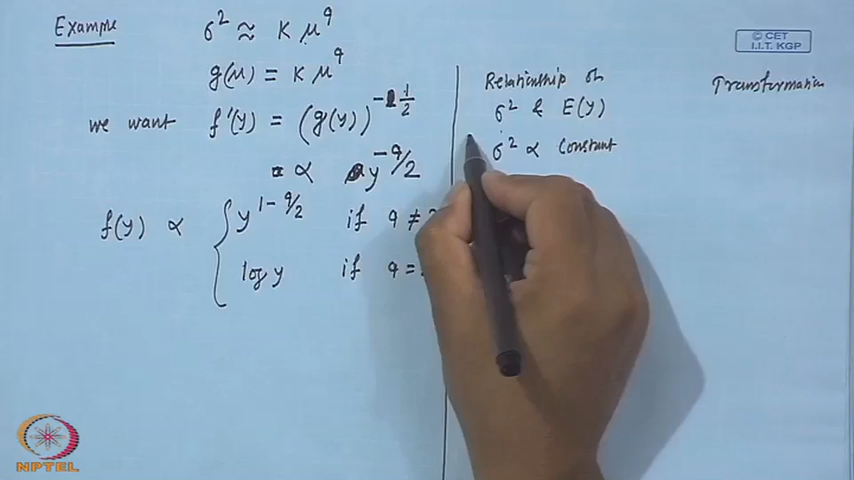 Example σ² ≈ K μ^q
g(μ) = K μ^q
we want f'(y) = (g(y))^-1/2
∝ y^-q/2
f(y) ∝ { y^1-q/2 if q ≠
log y if q =
Relationship of Transformation
σ² & E(y)
σ² ∝ constant
© CET
I.I.T. KGP
NPTEL